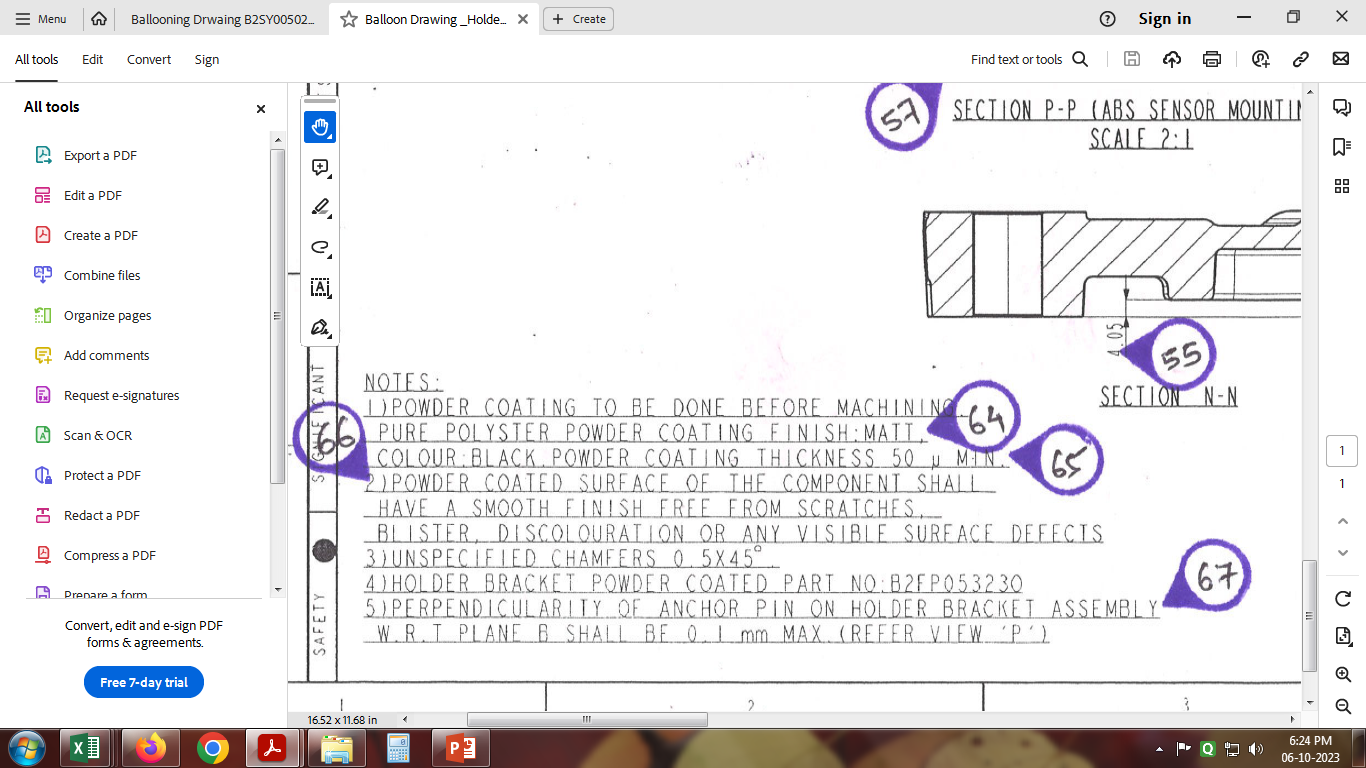 Menu
Ballooning Drwaing B2SY00502...
Balloon Drawing _Holde...
Create
Sign in
All tools
Edit
Convert
Sign
Find text or tools
All tools
Export a PDF
Edit a PDF
Create a PDF
Combine files
Organize pages
Add comments
Request e-signatures
Scan & OCR
Protect a PDF
Redact a PDF
Compress a PDF
Prepare a form
Convert, edit and e-sign PDF
forms & agreements.
Free 7-day trial
57
SECTION P-P (ABS SENSOR MOUNTIN
SCALE 2:1
4.05
55
SECTION N-N
NOTES:
1)POWDER COATING TO BE DONE BEFORE MACHINING.
PURE POLYSTER POWDER COATING FINISH:MATT,
64
COLOUR:BLACK POWDER COATING THICKNESS 50 µ MIN.
65
66
2)POWDER COATED SURFACE OF THE COMPONENT SHALL
HAVE A SMOOTH FINISH FREE FROM SCRATCHES,
BLISTER, DISCOLOURATION OR ANY VISIBLE SURFACE DEFECTS
3)UNSPECIFIED CHAMFERS 0.5X45°
4)HOLDER BRACKET POWDER COATED PART NO:B2FP053230
5)PERPENDICULARITY OF ANCHOR PIN ON HOLDER BRACKET ASSEMBLY
67
W.R.T PLANE B SHALL BE 0.1 mm MAX.(REFER VIEW 'P')
SAFETY
1
2
3
1
1
16.52 x 11.68 in
6:24 PM
06-10-2023